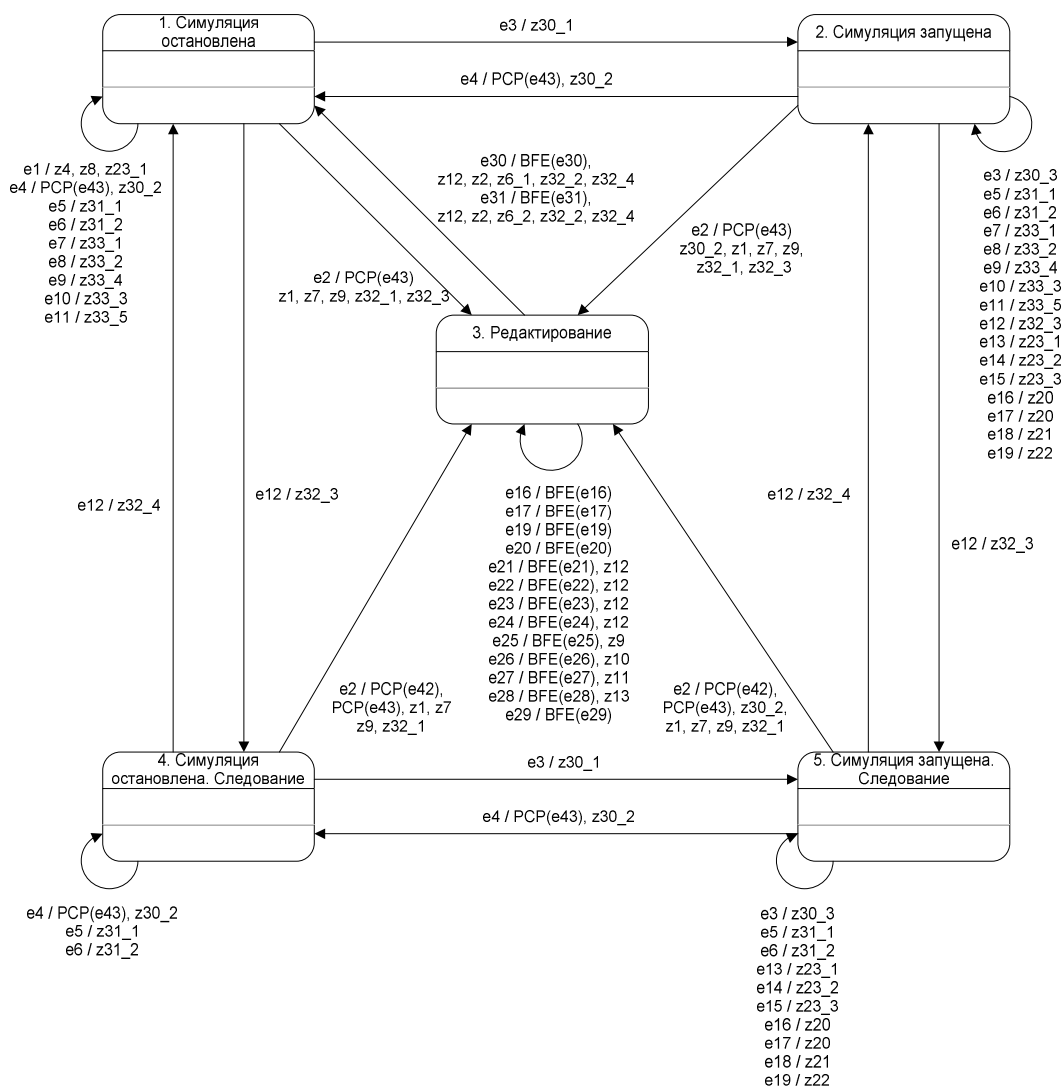 1. Симуляция
остановлена
e3 / z30_1
2. Симуляция запущена
e4 / PCP(e43), z30_2
e1 / z4, z8, z23_1
e4 / PCP(e43), z30_2
e5 / z31_1
e6 / z31_2
e7 / z33_1
e8 / z33_2
e9 / z33_4
e10 / z33_3
e11 / z33_5
e30 / BFE(e30),
z12, z2, z6_1, z32_2, z32_4
e31 / BFE(e31),
z12, z2, z6_2, z32_2, z32_4
e2 / PCP(e43)
z30_2, z1, z7, z9,
z32_1, z32_3
e3 / z30_3
e5 / z31_1
e6 / z31_2
e7 / z33_1
e8 / z33_2
e9 / z33_4
e10 / z33_3
e11 / z33_5
e12 / z32_3
e13 / z23_1
e14 / z23_2
e15 / z23_3
e16 / z20
e17 / z20
e18 / z21
e19 / z22
e2 / PCP(e43)
z1, z7, z9, z32_1, z32_3
3. Редактирование
e12 / z32_4
e12 / z32_3
e16 / BFE(e16)
e17 / BFE(e17)
e19 / BFE(e19)
e20 / BFE(e20)
e21 / BFE(e21), z12
e22 / BFE(e22), z12
e23 / BFE(e23), z12
e24 / BFE(e24), z12
e25 / BFE(e25), z9
e26 / BFE(e26), z10
e27 / BFE(e27), z11
e28 / BFE(e28), z13
e29 / BFE(e29)
e12 / z32_4
e12 / z32_3
e2 / PCP(e42),
PCP(e43), z1, z7
z9, z32_1
e2 / PCP(e42),
PCP(e43), z30_2,
z1, z7, z9, z32_1
4. Симуляция
остановлена. Следование
e3 / z30_1
5. Симуляция запущена.
Следование
e4 / PCP(e43), z30_2
e4 / PCP(e43), z30_2
e5 / z31_1
e6 / z31_2
e3 / z30_3
e5 / z31_1
e6 / z31_2
e13 / z23_1
e14 / z23_2
e15 / z23_3
e16 / z20
e17 / z20
e18 / z21
e19 / z22